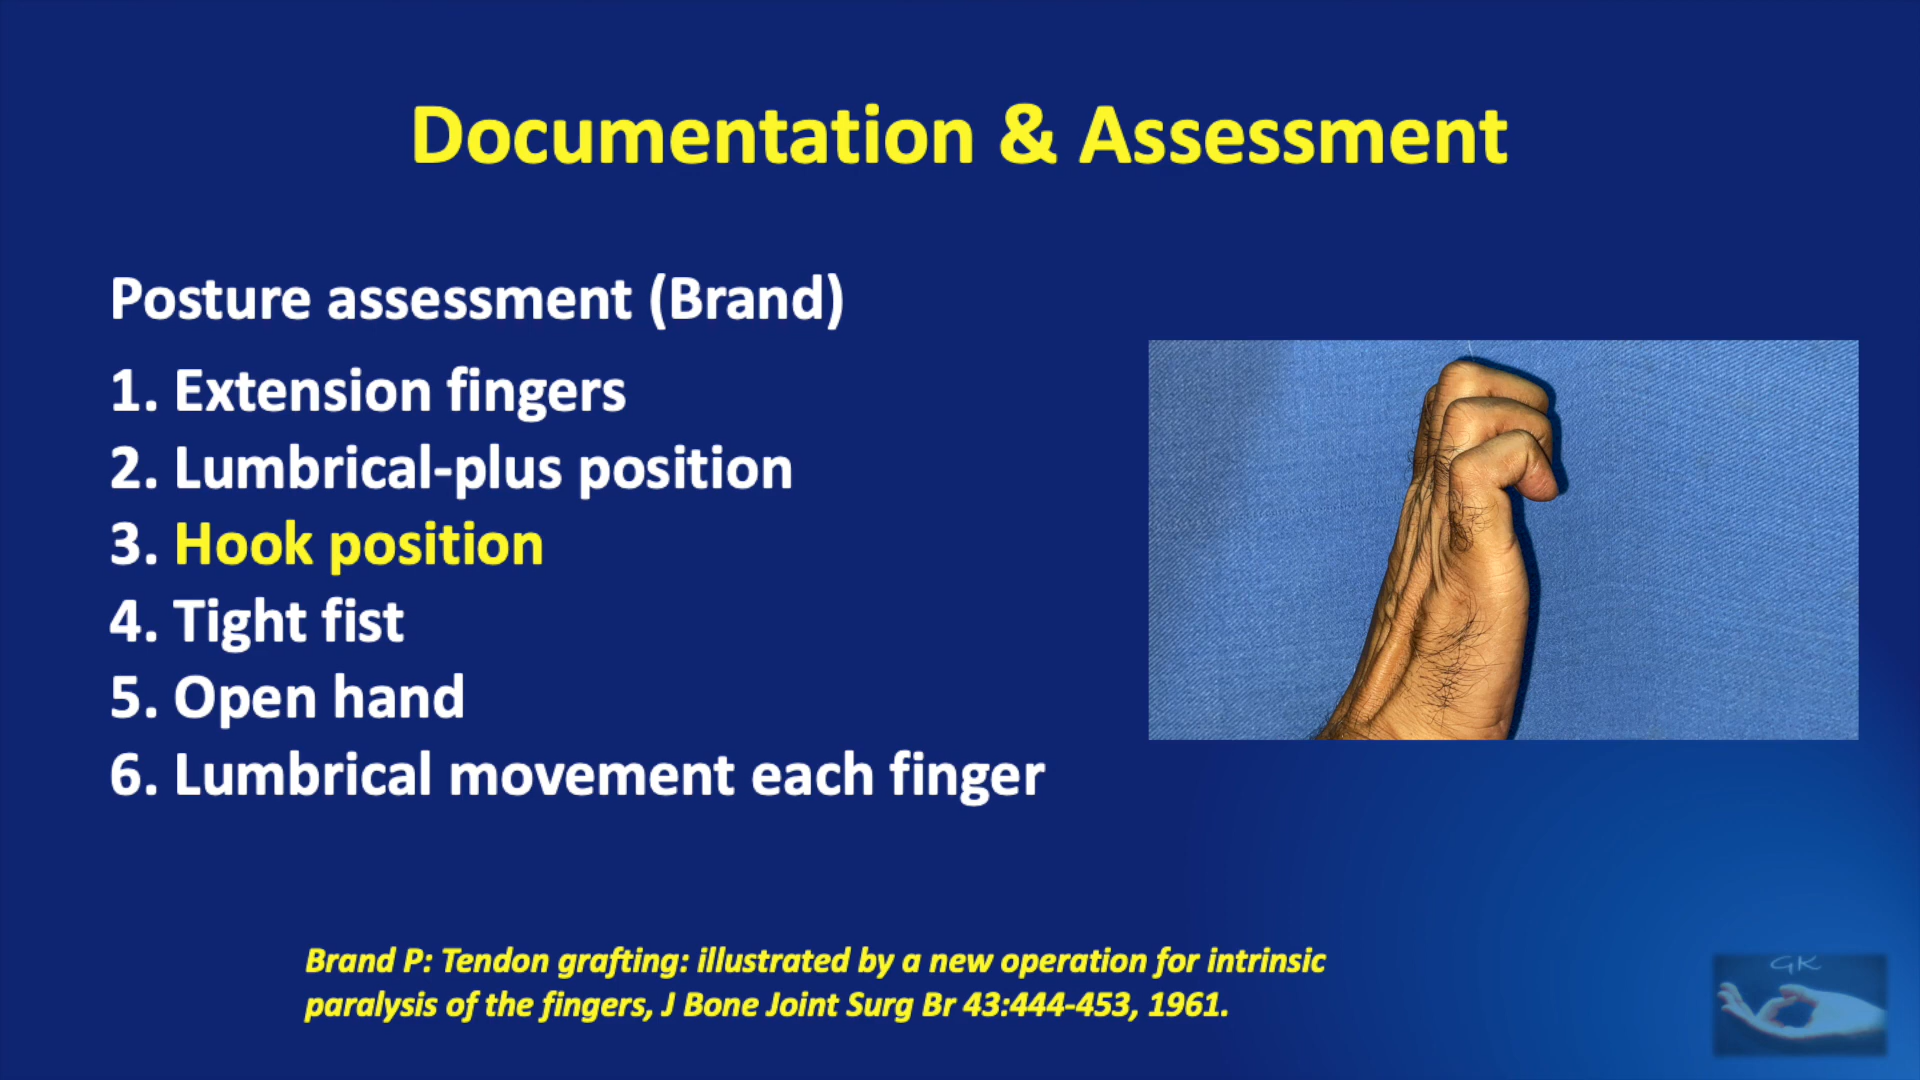 Documentation & Assessment
Posture assessment (Brand)
1. Extension fingers
2. Lumbrical-plus position
3. Hook position
4. Tight fist
5. Open hand
6. Lumbrical movement each finger
Brand P: Tendon grafting: illustrated by a new operation for intrinsic
paralysis of the fingers, J Bone Joint Surg Br 43:444-453, 1961.
GK